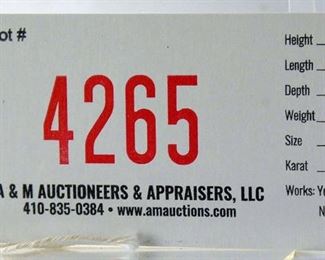 ot #
4265
A & M AUCTIONEERS & APPRAISERS, LLC
410-835-0384 • www.amauctions.com
Height
Length
Depth
Weight
Size
Karat
Works: Y
N